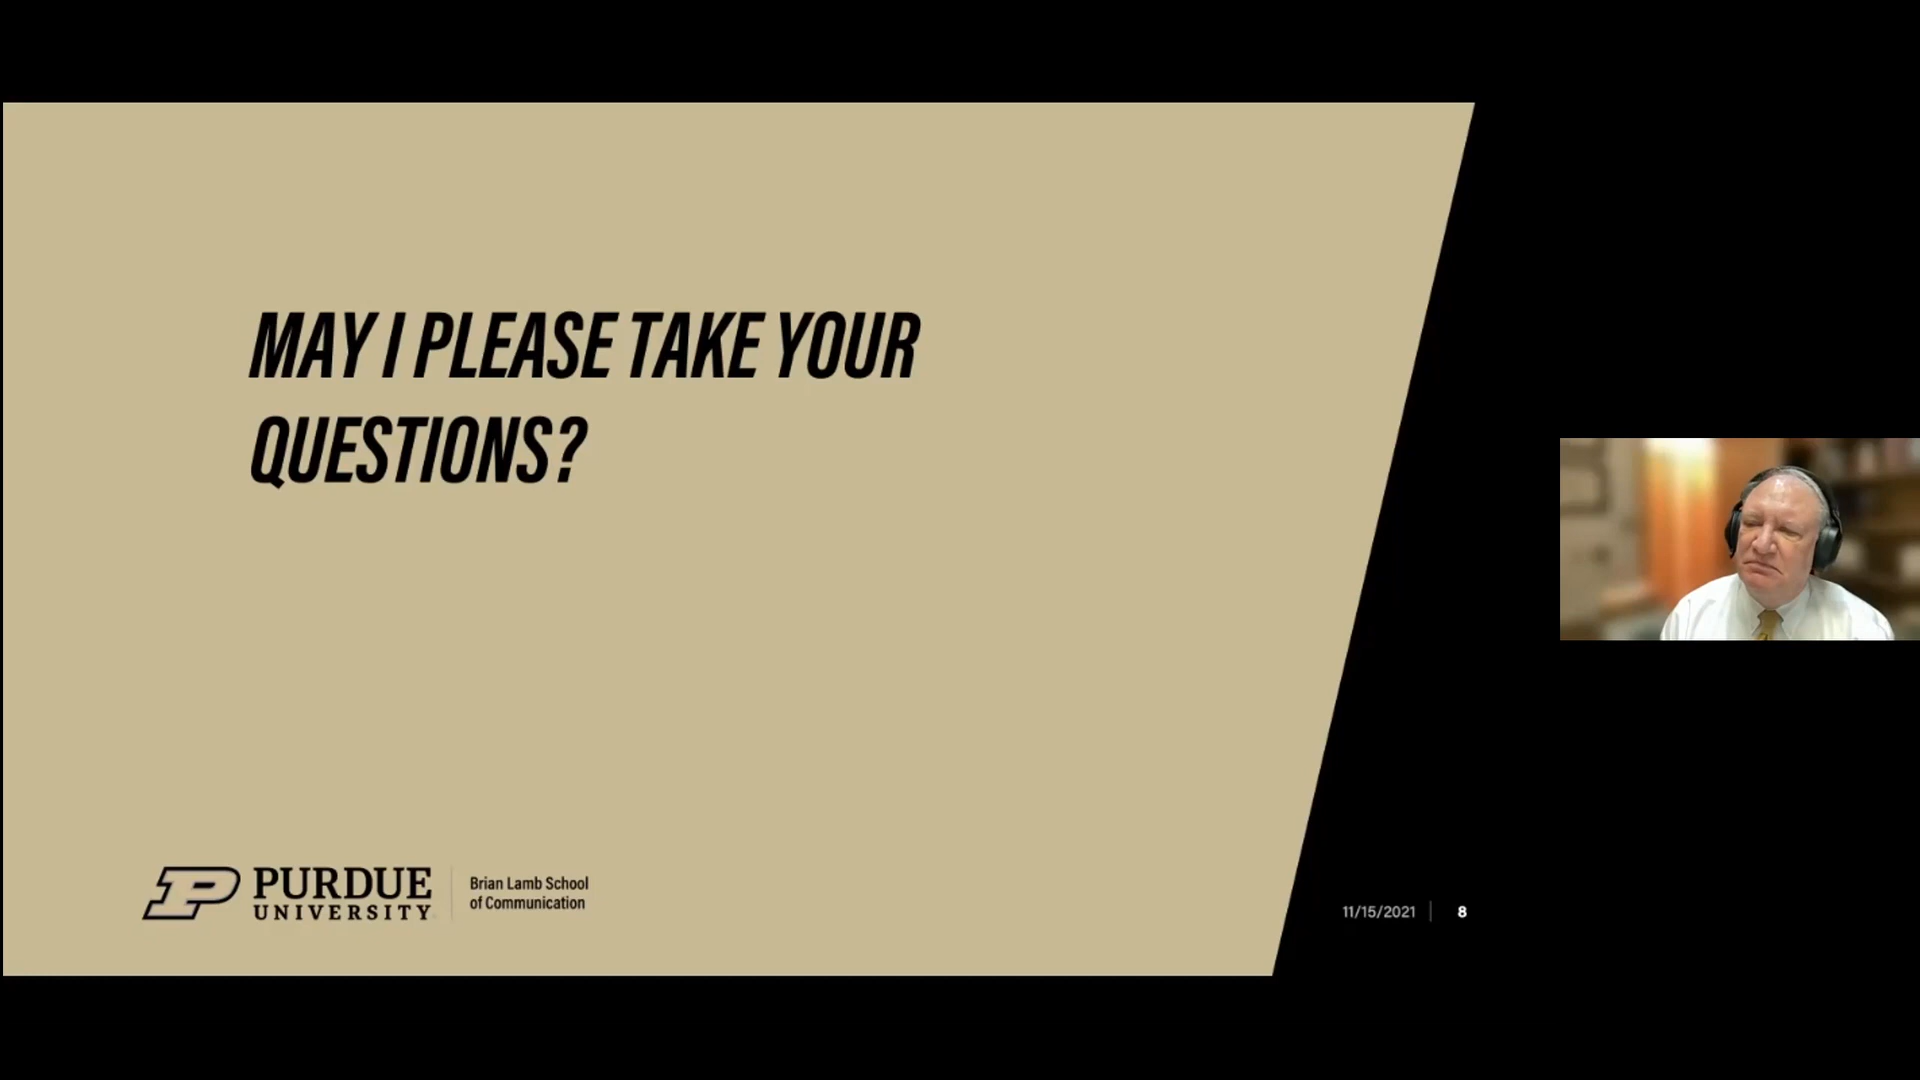 MAY I PLEASE TAKE YOUR
QUESTIONS?
P
PURDUE
UNIVERSITY
Brian Lamb School
of Communication
11/15/2021
8